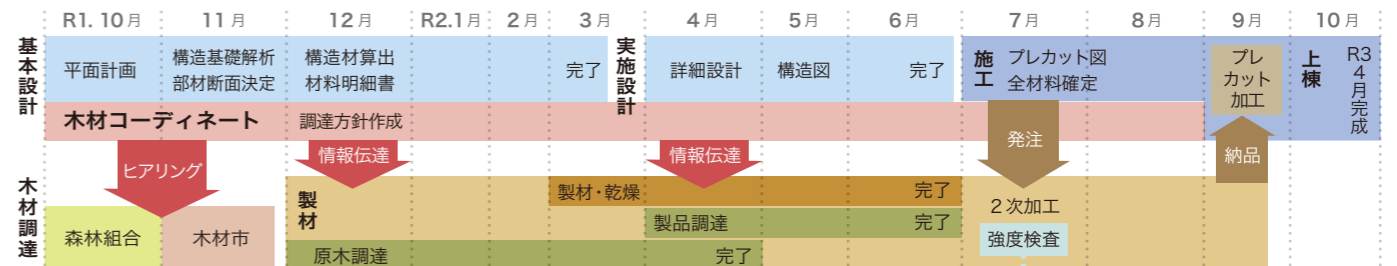 R1. 10月 11月 12月 R2.1月 2月 3月 4月 5月 6月 7月 8月 9月 10月
基本設計
平面計画
構造基礎解析
部材断面決定
構造材算出
材料明細書
完了
実施設計
詳細設計
構造図
完了
施工
プレカット図
全材料確定
プレ
カット
加工
上棟
R3
4月完成
木材コーディネート
調達方針作成
ヒアリング
情報伝達
情報伝達
発注
納品
木材調達
森林組合
木材市
製材
製材・乾燥
完了
製品調達
完了
原木調達
完了
2次加工
強度検査